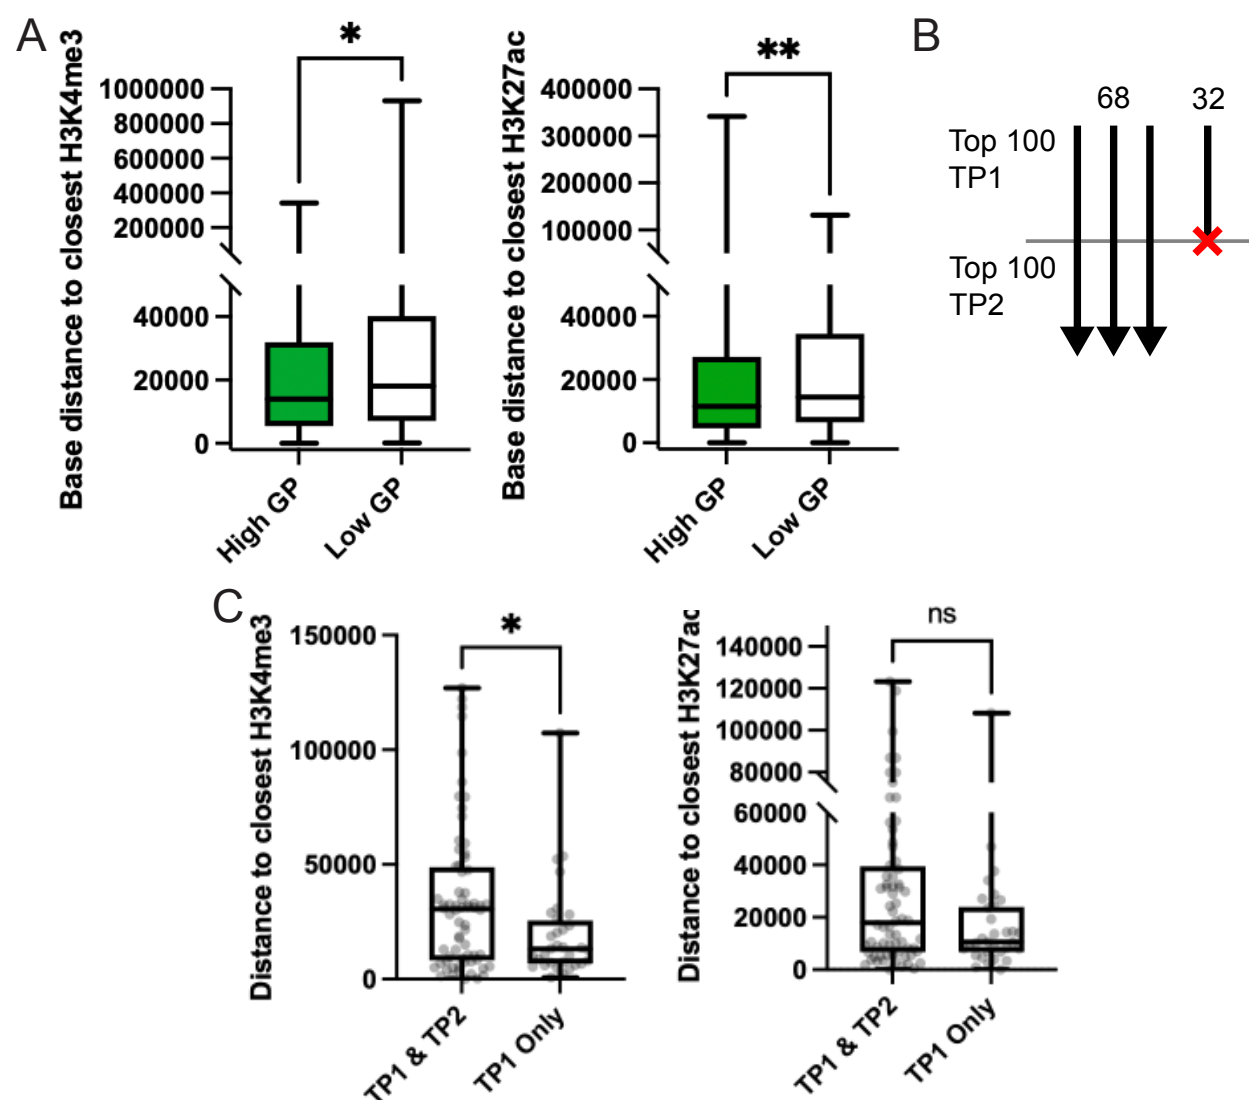 A
Base distance to closest H3K4me3
*
1000000
800000
600000
400000
200000
40000
20000
0
High GP
Low GP
Base distance to closest H3K27ac
**
400000
300000
200000
100000
40000
20000
0
High GP
Low GP
B
68
32
Top 100
TP1
Top 100
TP2
C
Distance to closest H3K4me3
*
150000
100000
50000
0
TP1 & TP2
TP1 Only
Distance to closest H3K27ac
ns
140000
120000
100000
80000
60000
40000
20000
0
TP1 & TP2
TP1 Only